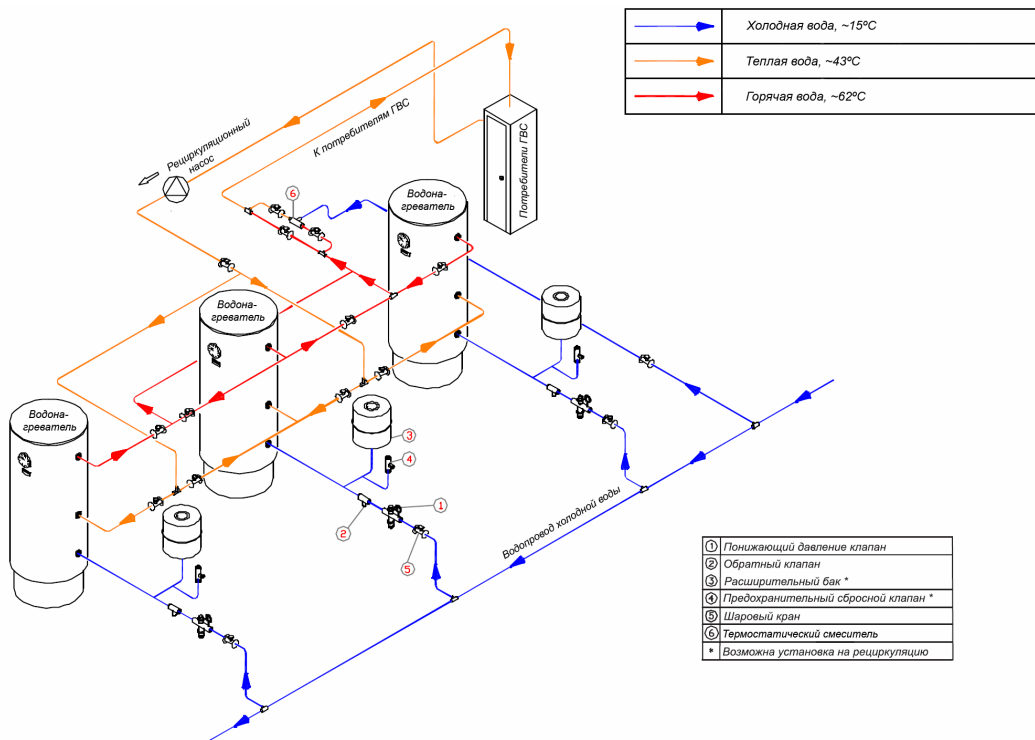 Холодная вода, ~15ºС
Теплая вода, ~43ºС
Горячая вода, ~62ºС
Рециркуляционный
насос
К потребителям ГВС
Потребители ГВС
6
Водона-
греватель
Водона-
греватель
Водона-
греватель
3
4
1
2
5
Водопровод холодной воды
1 Понижающий давление клапан
2 Обратный клапан
3 Расширительный бак *
4 Предохранительный сбросной клапан *
5 Шаровый кран
6 Термостатический смеситель
* Возможна установка на рециркуляцию